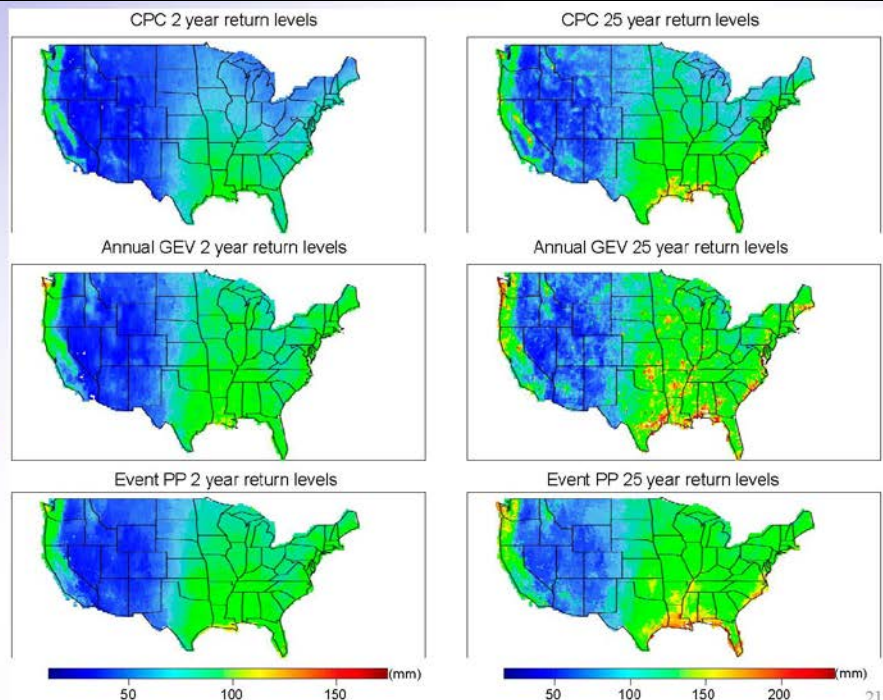 CPC 2 year return levels
CPC 25 year return levels
Annual GEV 2 year return levels
Annual GEV 25 year return levels
Event PP 2 year return levels
Event PP 25 year return levels
50 100 150 (mm)
50 100 150 200 (mm)
21